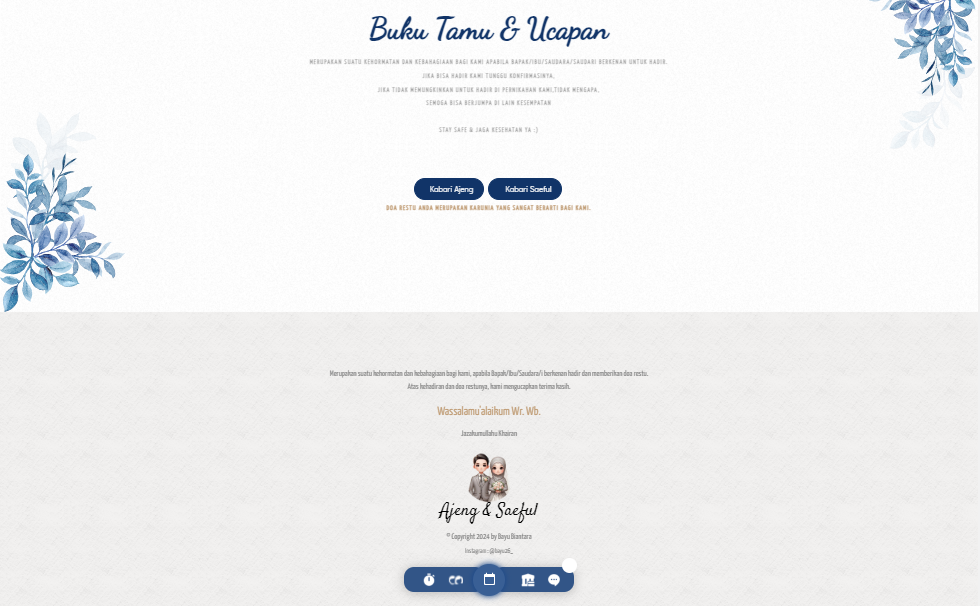 Buku Tamu & Ucapan
MERUPAKAN SUATU KEHORMATAN DAN KEBAHAGIAAN BAGI KAMI APABILA BAPAK/IBU/SAUDARA/SAUDARI BERKENAN UNTUK HADIR.
JIKA BISA HADIR KAMI TUNGGU KONFIRMASINYA,
JIKA TIDAK MEMUNGKINKAN UNTUK HADIR DI PERNIKAHAN KAMI,TIDAK MENGAPA,
SEMOGA BISA BERJUMPA DI LAIN KESEMPATAN
STAY SAFE & JAGA KESEHATAN YA :)
Kabari Ajeng Kabari Saeful
DOA RESTU ANDA MERUPAKAN KARUNIA YANG SANGAT BERARTI BAGI KAMI.
Merupakan suatu kehormatan dan kebahagiaan bagi kami, apabila Bapak/Ibu/Saudara/i berkenan hadir dan memberikan doa restu.
Atas kehadiran dan doa restunya, kami mengucapkan terima kasih.
Wassalamu'alaikum Wr. Wb.
Jazakumullahu Khairan
Ajeng & Saeful
© Copyright 2024 by Bayu Biantara
Instagram : @bayu26_